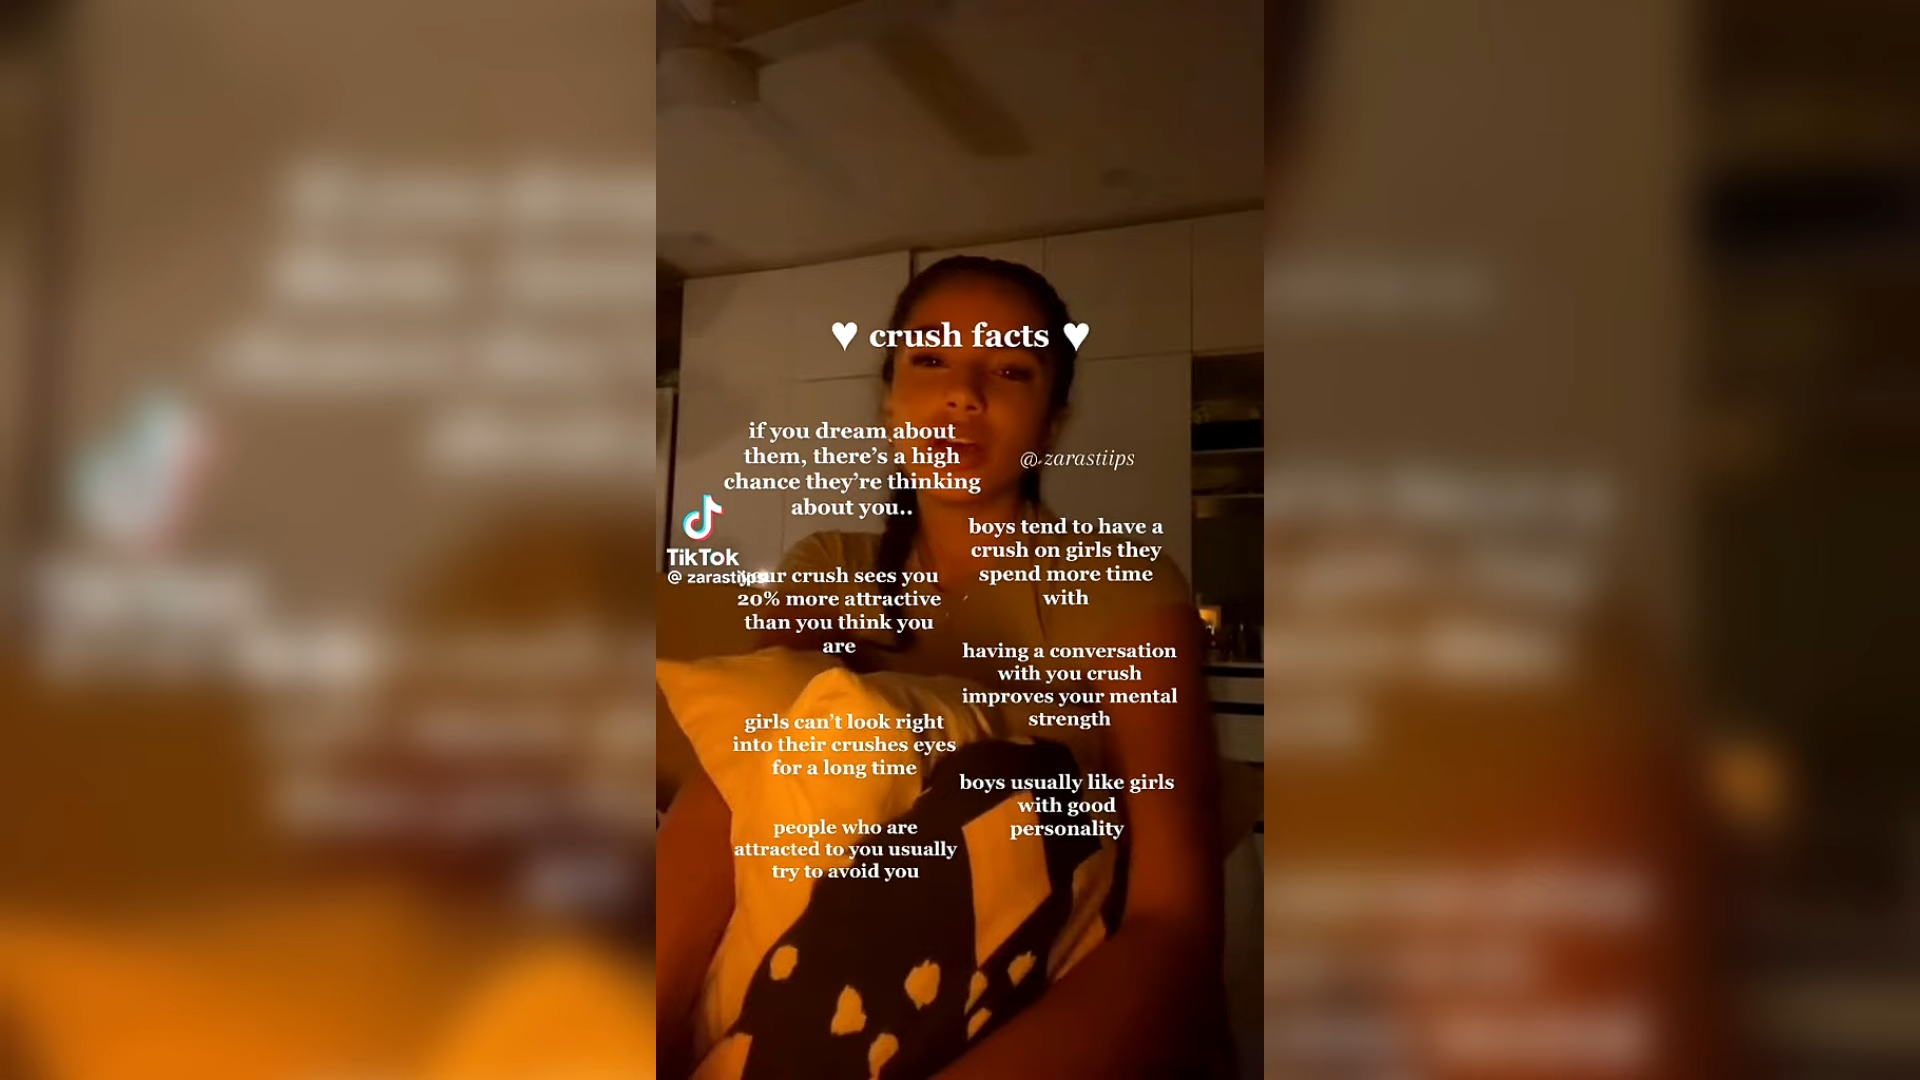 ♥ crush facts ♥
if you dream about
them, there's a high
chance they're thinking
about you..
@ zarastiips
TikTok
@ zarastiips
your crush sees you
20% more attractive
than you think you
are
girls can't look right
into their crushes eyes
for a long time
people who are
attracted to you usually
try to avoid you
boys tend to have a
crush on girls they
spend more time
with
having a conversation
with you crush
improves your mental
strength
boys usually like girls
with good
personality